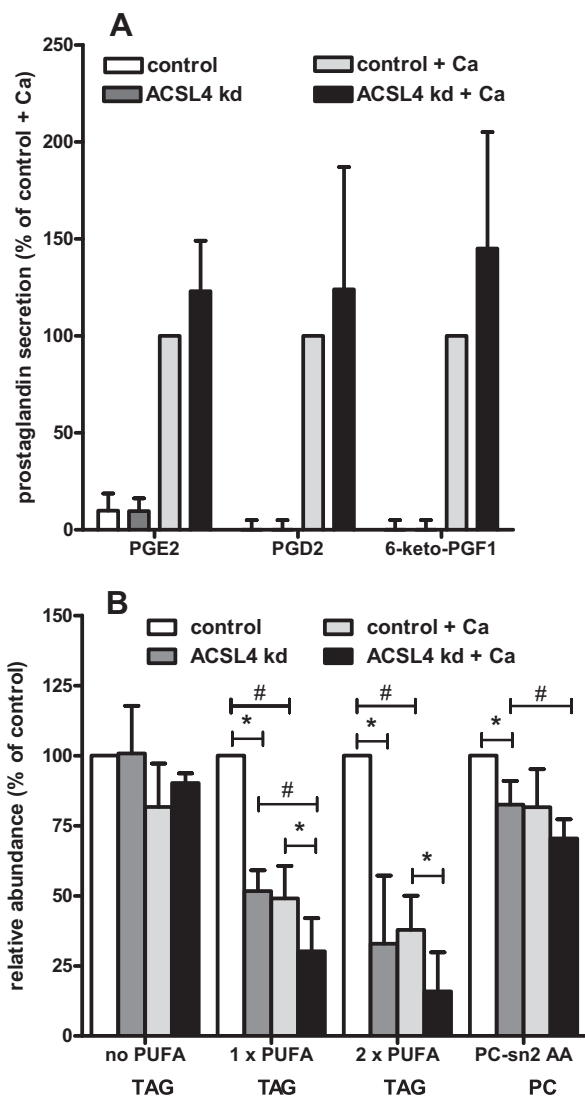 A
prostaglandin secretion (% of control + Ca)
250
200
150
100
50
0
control
control + Ca
ACSL4 kd
ACSL4 kd + Ca
PGE2
PGD2
6-keto-PGF1
B
relative abundance (% of control)
150
125
100
75
50
25
0
control
control + Ca
ACSL4 kd
ACSL4 kd + Ca
# # #
* * *
#
* *
no PUFA 1 x PUFA 2 x PUFA PC-sn2 AA
TAG TAG TAG PC